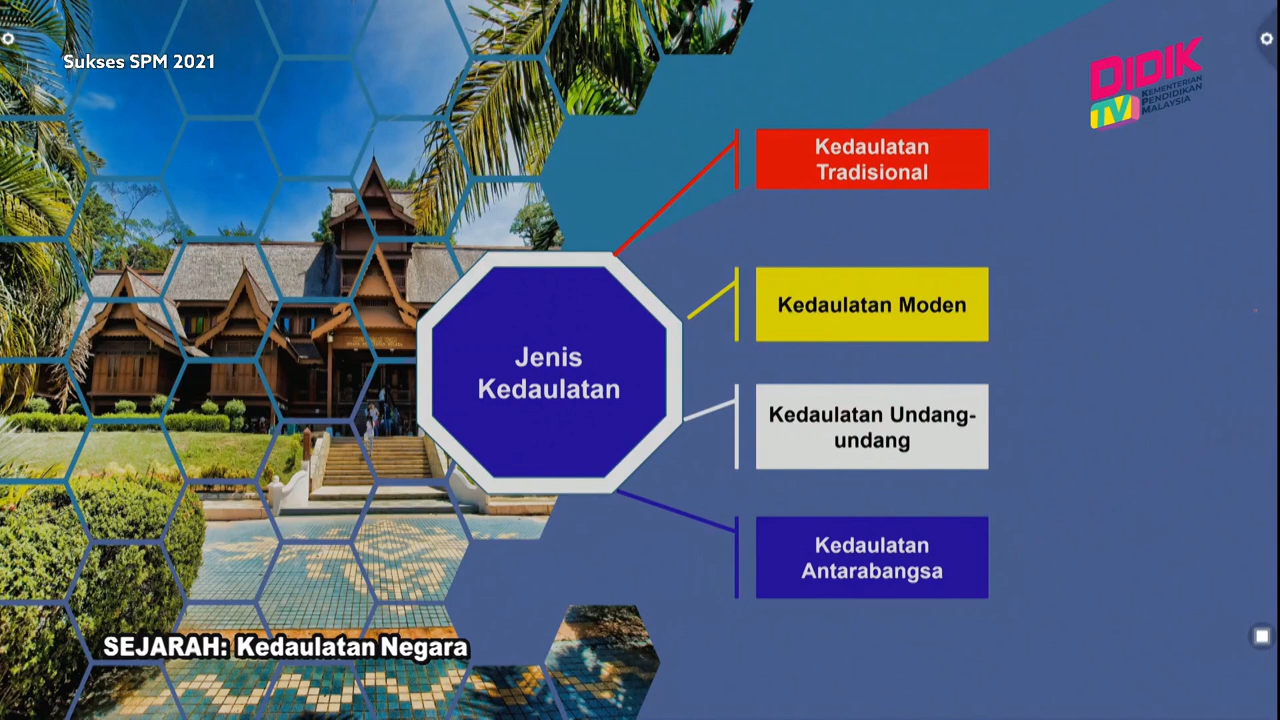 Sukses SPM 2021
DIDIK
TV
KEMENTERIAN
PENDIDIKAN
MALAYSIA
Kedaulatan
Tradisional
Kedaulatan Moden
Jenis
Kedaulatan
Kedaulatan Undang-
undang
Kedaulatan
Antarabangsa
SEJARAH: Kedaulatan Negara